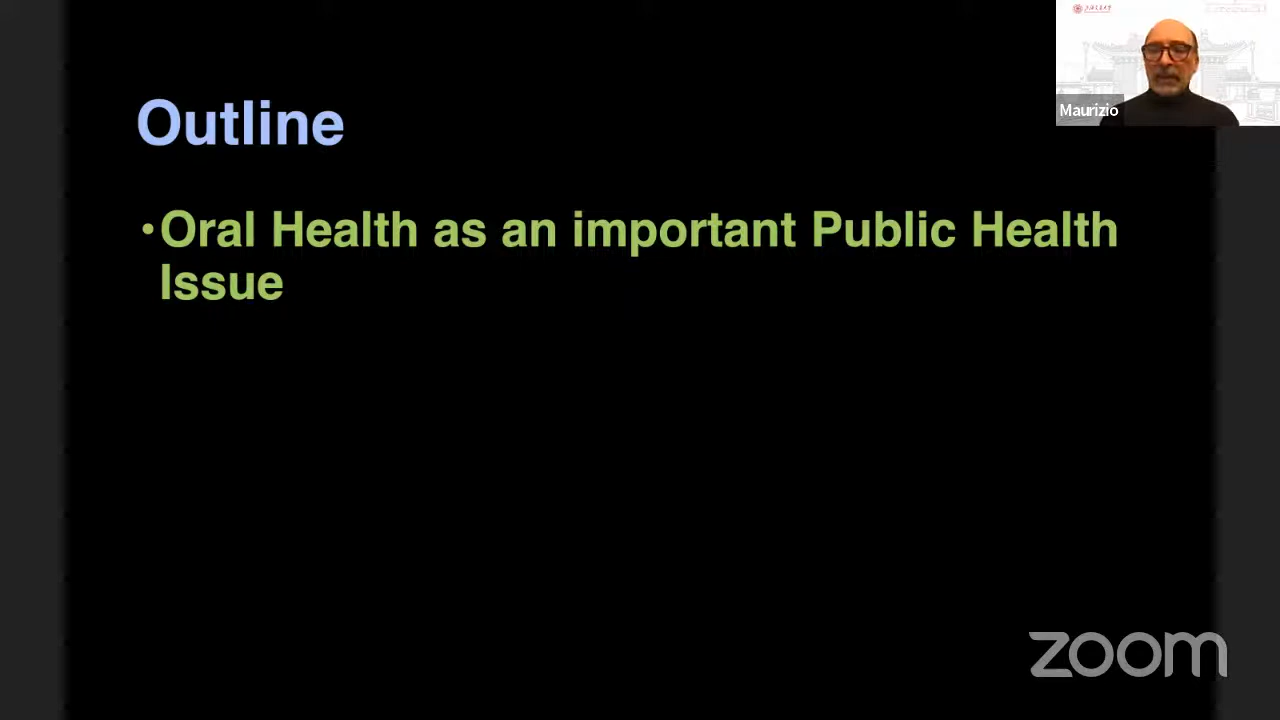 Outline
•Oral Health as an important Public Health
Issue
Maurizio
zoom